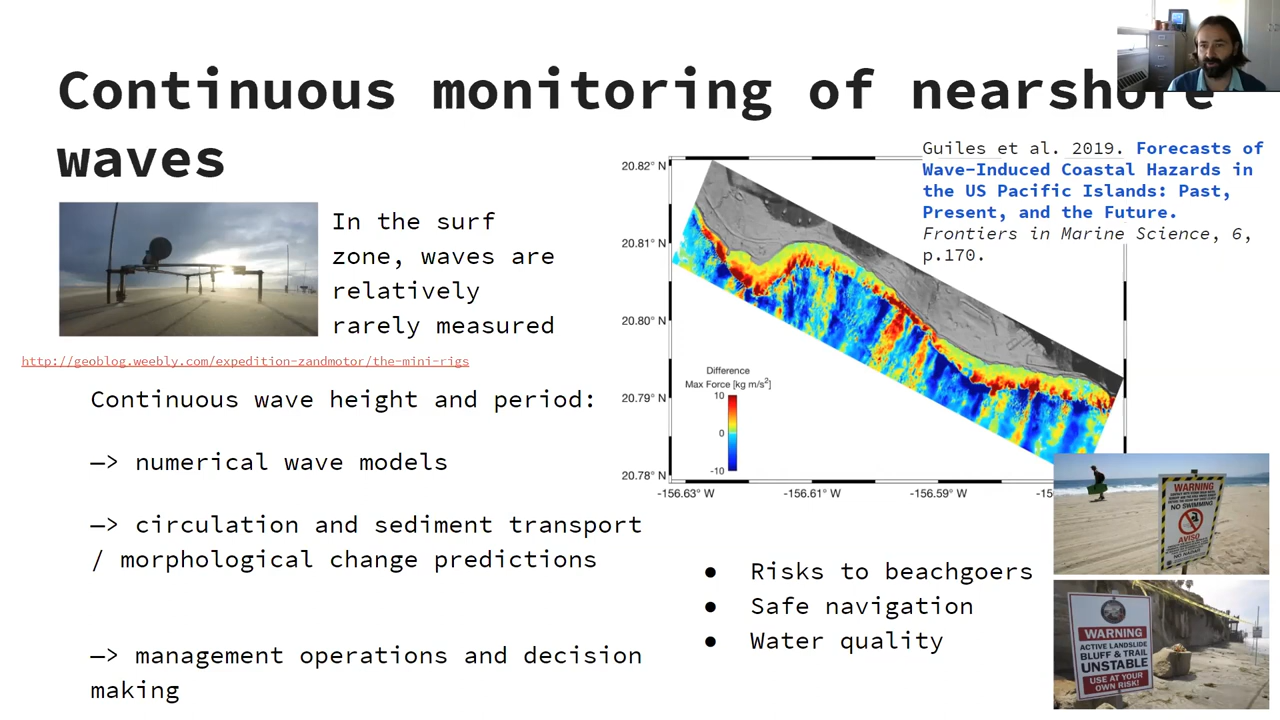 Continuous monitoring of nearshore
waves
In the surf
zone, waves are
relatively
rarely measured
http://geoblog.weebly.com/expedition-zandmotor/the-mini-rigs
Continuous wave height and period:
—> numerical wave models
—> circulation and sediment transport
/ morphological change predictions
—> management operations and decision
making
Guiles et al. 2019. Forecasts of
Wave-Induced Coastal Hazards in
the US Pacific Islands: Past,
Present, and the Future.
Frontiers in Marine Science, 6,
p.170.
20.82° N
20.81° N
20.80° N
20.79° N
20.78° N
Difference
Max Force [kg m/s²]
10
0
-10
-156.63° W
-156.61° W
-156.59° W
● Risks to beachgoers
● Safe navigation
● Water quality
WARNING
NO SWIMMING
AVISO
NO NADAR
WARNING
ACTIVE LANDSLIDE
BLUFF & TRAIL
UNSTABLE
USE AT YOUR
OWN RISK!